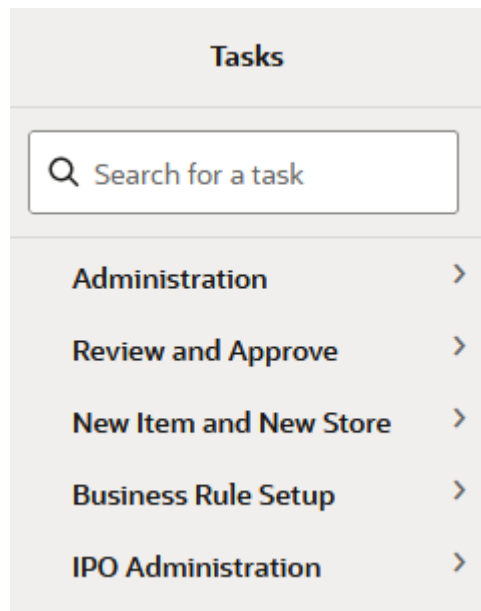 Tasks
Search for a task
Administration
Review and Approve
New Item and New Store
Business Rule Setup
IPO Administration